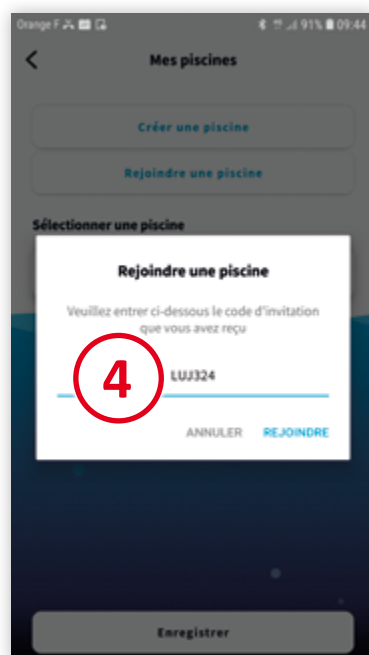 Orange F 91% 09:44
Mes piscines
Créer une piscine
Rejoindre une piscine
Sélectionner une piscine
Rejoindre une piscine
Veuillez entrer ci-dessous le code d'invitation
que vous avez reçu
4 LUJ324
ANNULER REJOINDRE
Enregistrer